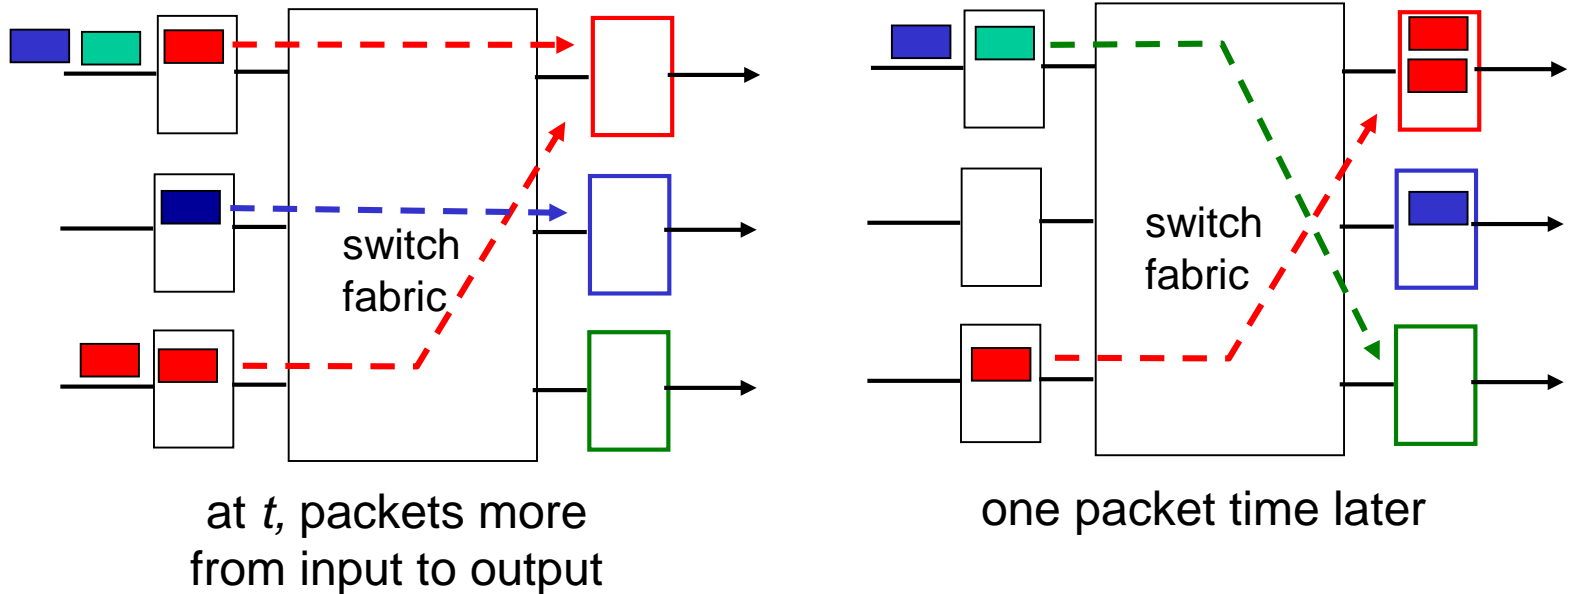 switch
fabric
at t, packets more
from input to output
switch
fabric
one packet time later